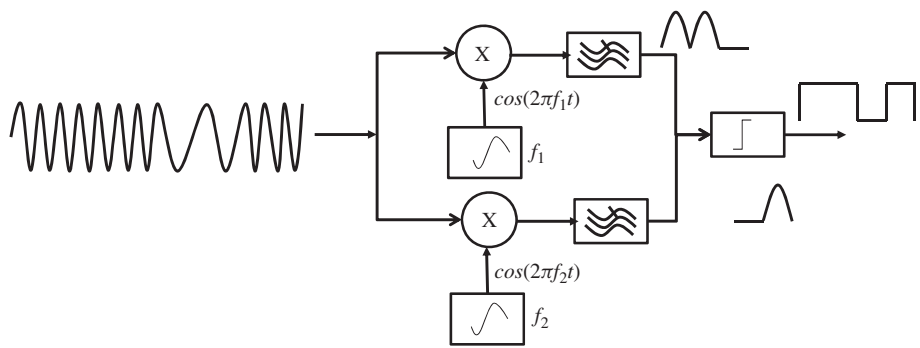 X
cos(2πf₁t)
f₁
X
cos(2πf₂t)
f₂